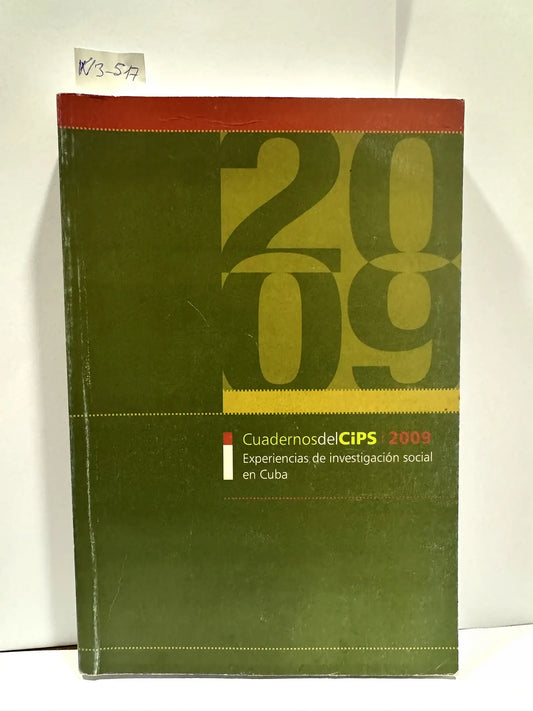 N3-517
20
09
CuadernosdelCiPS 2009
Experiencias de investigación social
en Cuba